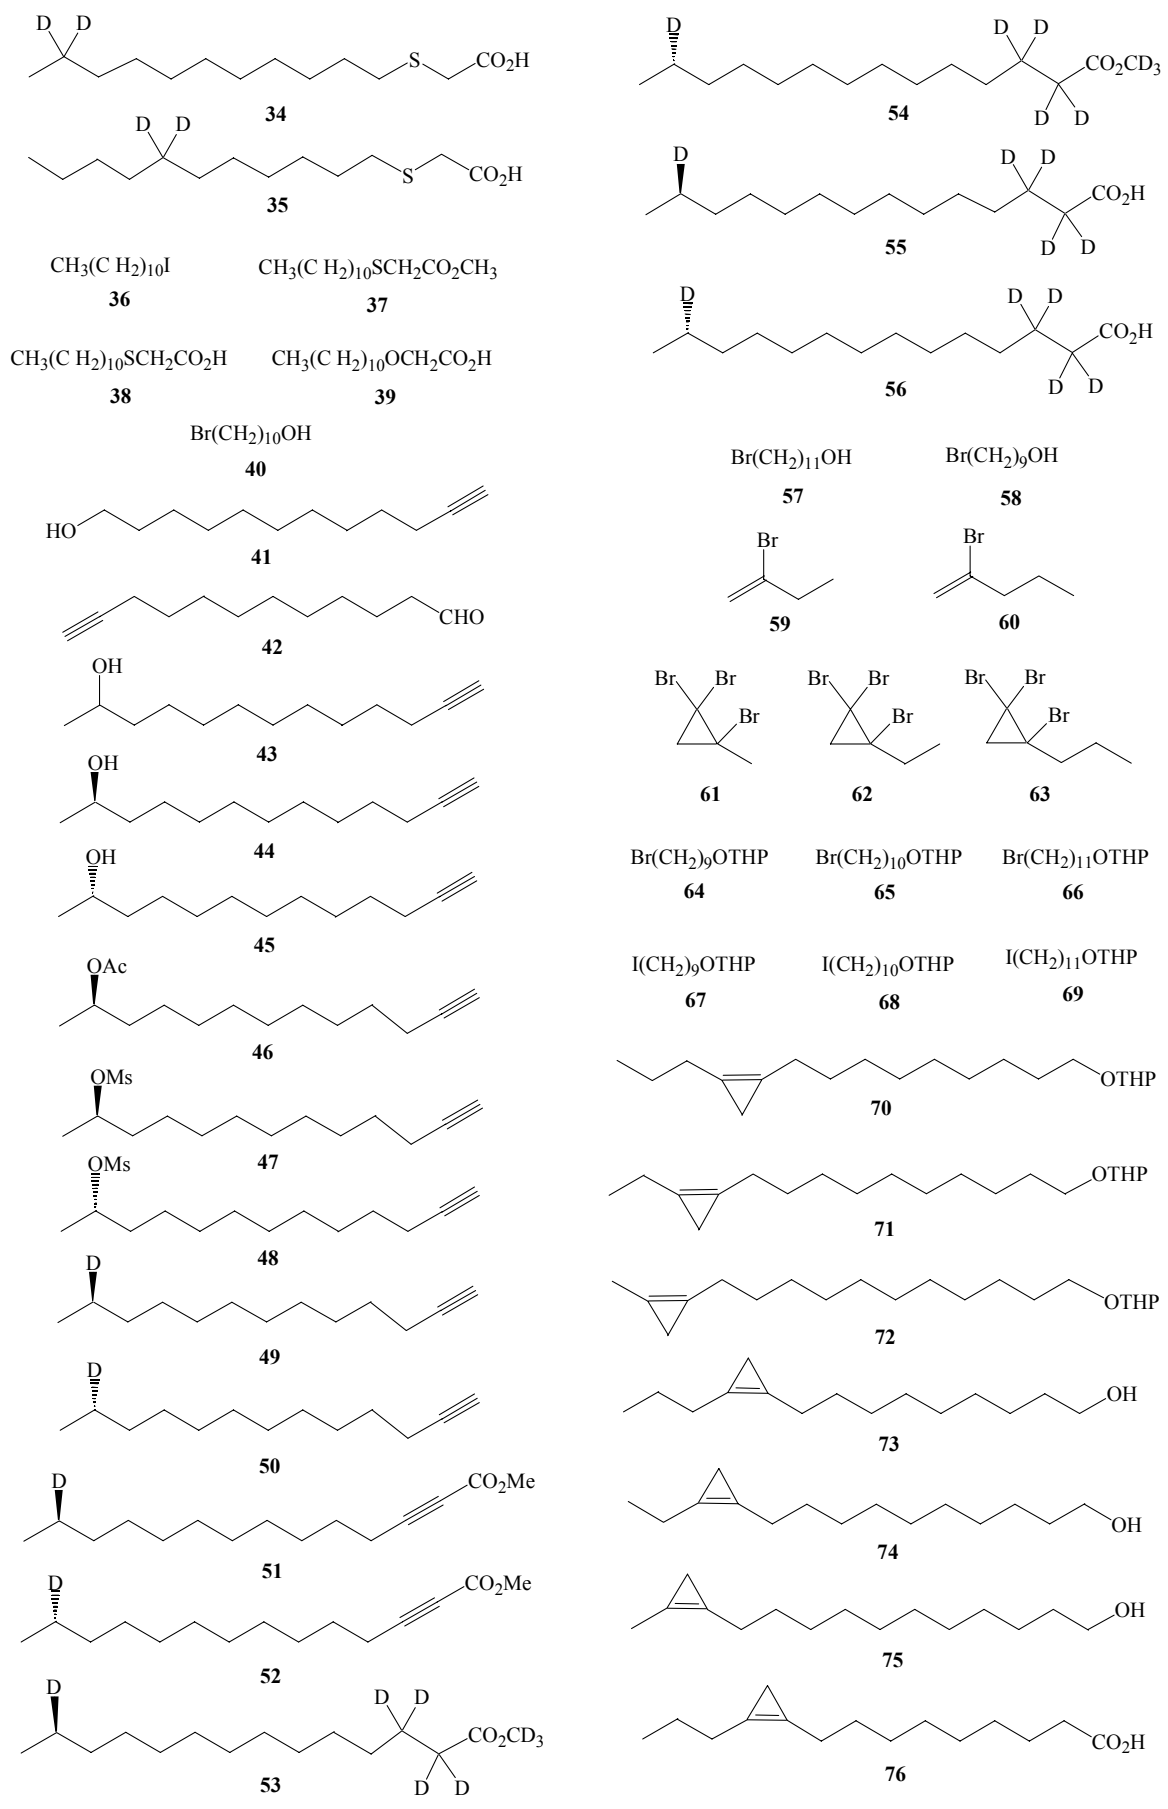 D D
S CO₂H
34
D D
S CO₂H
35
CH₃(C H₂)₁₀I CH₃(C H₂)₁₀SCH₂CO₂CH₃
36 37
CH₃(C H₂)₁₀SCH₂CO₂H CH₃(C H₂)₁₀OCH₂CO₂H
38 39
Br(CH₂)₁₀OH
40
HO
41
CHO
42
OH
43
OH
44
OH
45
OAc
46
OMs
47
OMs
48
D
49
D
50
D CO₂Me
51
D CO₂Me
52
D D D
CO₂CD₃
D D
53
D D D
CO₂CD₃
D D
54
D D D
CO₂H
D D
55
D D D
CO₂H
D D
56
Br(CH₂)₁₁OH Br(CH₂)₉OH
57 58
Br Br
59 60
Br Br Br Br Br Br
Br Br Br
61 62 63
Br(CH₂)₉OTHP Br(CH₂)₁₀OTHP Br(CH₂)₁₁OTHP
64 65 66
I(CH₂)₉OTHP I(CH₂)₁₀OTHP I(CH₂)₁₁OTHP
67 68 69
OTHP
70
OTHP
71
OTHP
72
OH
73
OH
74
OH
75
CO₂H
76